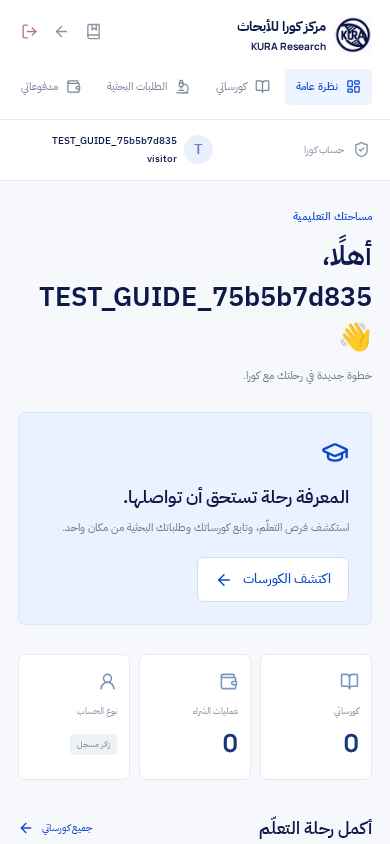 مركز كورا للأبحاث
KURA Research
KURA
نظرة عامة
كورساتي
الطلبات البحثية
مدفوعاتي
حساب كورا
T
TEST_GUIDE_75b5b7d835
visitor
مساحتك التعليمية
أهلًا،
TEST_GUIDE_75b5b7d835
👋
خطوة جديدة في رحلتك مع كورا.
المعرفة رحلة تستحق أن تواصلها.
استكشف فرص التعلّم، وتابع كورساتك وطلباتك البحثية من مكان واحد.
اكتشف الكورسات
كورساتي
0
عمليات الشراء
0
نوع الحساب
زائر مسجل
أكمل رحلة التعلّم
جميع كورساتي